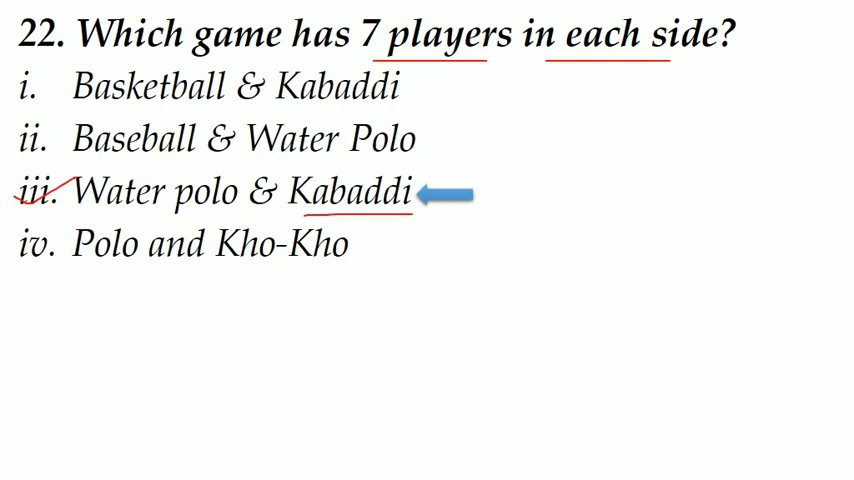 22. Which game has 7 players in each side?
i. Basketball & Kabaddi
ii. Baseball & Water Polo
iii. Water polo & Kabaddi
iv. Polo and Kho-Kho